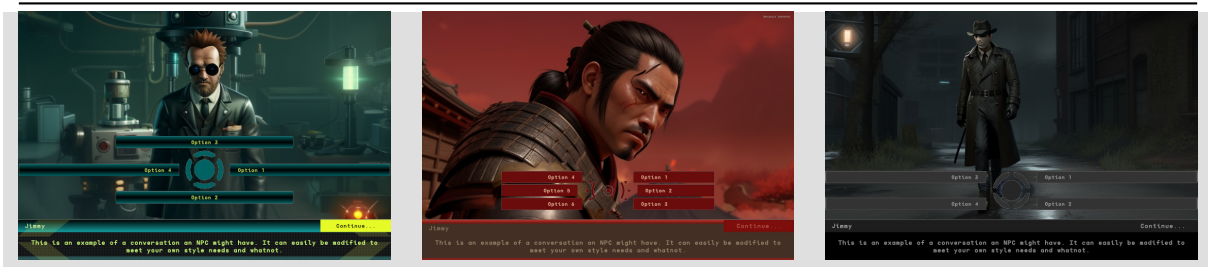 Option 3
Option 4
Option 1
Option 2
Jimmy
Continue...
This is an example of a conversation an NPC might have. It can easily be modified to
meet your own style needs and whatnot.
Option 4
Option 1
Option 5
Option 2
Option 6
Option 3
Jimmy
Continue...
This is an example of a conversation an NPC might have. It can easily be modified to
meet your own style needs and whatnot.
Option 3
Option 1
Option 4
Option 2
Jimmy
Continue...
This is an example of a conversation an NPC might have. It can easily be modified to
meet your own style needs and whatnot.